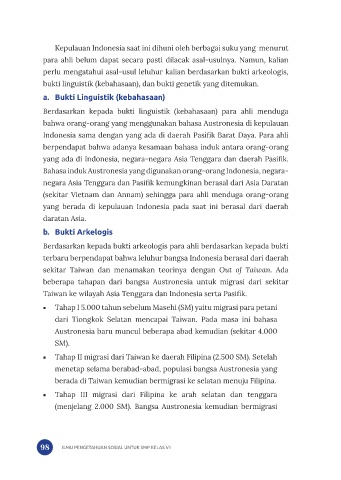 Kepulauan Indonesia saat ini dihuni oleh berbagai suku yang menurut
para ahli belum dapat secara pasti dilacak asal-usulnya. Namun, kalian
perlu mengatahui asal-usul leluhur kalian berdasarkan bukti arkeologis,
bukti linguistik (kebahasaan), dan bukti genetik yang ditemukan.
a. Bukti Linguistik (kebahasaan)
Berdasarkan kepada bukti linguistik (kebahasaan) para ahli menduga
bahwa orang-orang yang menggunakan bahasa Austronesia di kepulauan
Indonesia sama dengan yang ada di daerah Pasifik Barat Daya. Para ahli
berpendapat bahwa adanya kesamaan bahasa induk antara orang-orang
yang ada di Indonesia, negara-negara Asia Tenggara dan daerah Pasifik.
Bahasa induk Austronesia yang digunakan orang-orang Indonesia, negara-
negara Asia Tenggara dan Pasifik kemungkinan berasal dari Asia Daratan
(sekitar Vietnam dan Annam) sehingga para ahli menduga orang-orang
yang berada di kepulauan Indonesia pada saat ini berasal dari daerah
daratan Asia.
b. Bukti Arkelogis
Berdasarkan kepada bukti arkeologis para ahli berdasarkan kepada bukti
terbaru berpendapat bahwa leluhur bangsa Indonesia berasal dari daerah
sekitar Taiwan dan menamakan teorinya dengan Out of Taiwan. Ada
beberapa tahapan dari bangsa Austronesia untuk migrasi dari sekitar
Taiwan ke wilayah Asia Tenggara dan Indonesia serta Pasifik.
• Tahap I 5.000 tahun sebelum Masehi (SM) yaitu migrasi para petani
dari Tiongkok Selatan mencapai Taiwan. Pada masa ini bahasa
Austronesia baru muncul beberapa abad kemudian (sekitar 4.000
SM).
• Tahap II migrasi dari Taiwan ke daerah Filipina (2.500 SM). Setelah
menetap selama berabad-abad, populasi bangsa Austronesia yang
berada di Taiwan kemudian bermigrasi ke selatan menuju Filipina.
• Tahap III migrasi dari Filipina ke arah selatan dan tenggara
(menjelang 2.000 SM). Bangsa Austronesia kemudian bermigrasi
98 ILMU PENGETAHUAN SOSIAL UNTUK SMP KELAS VII